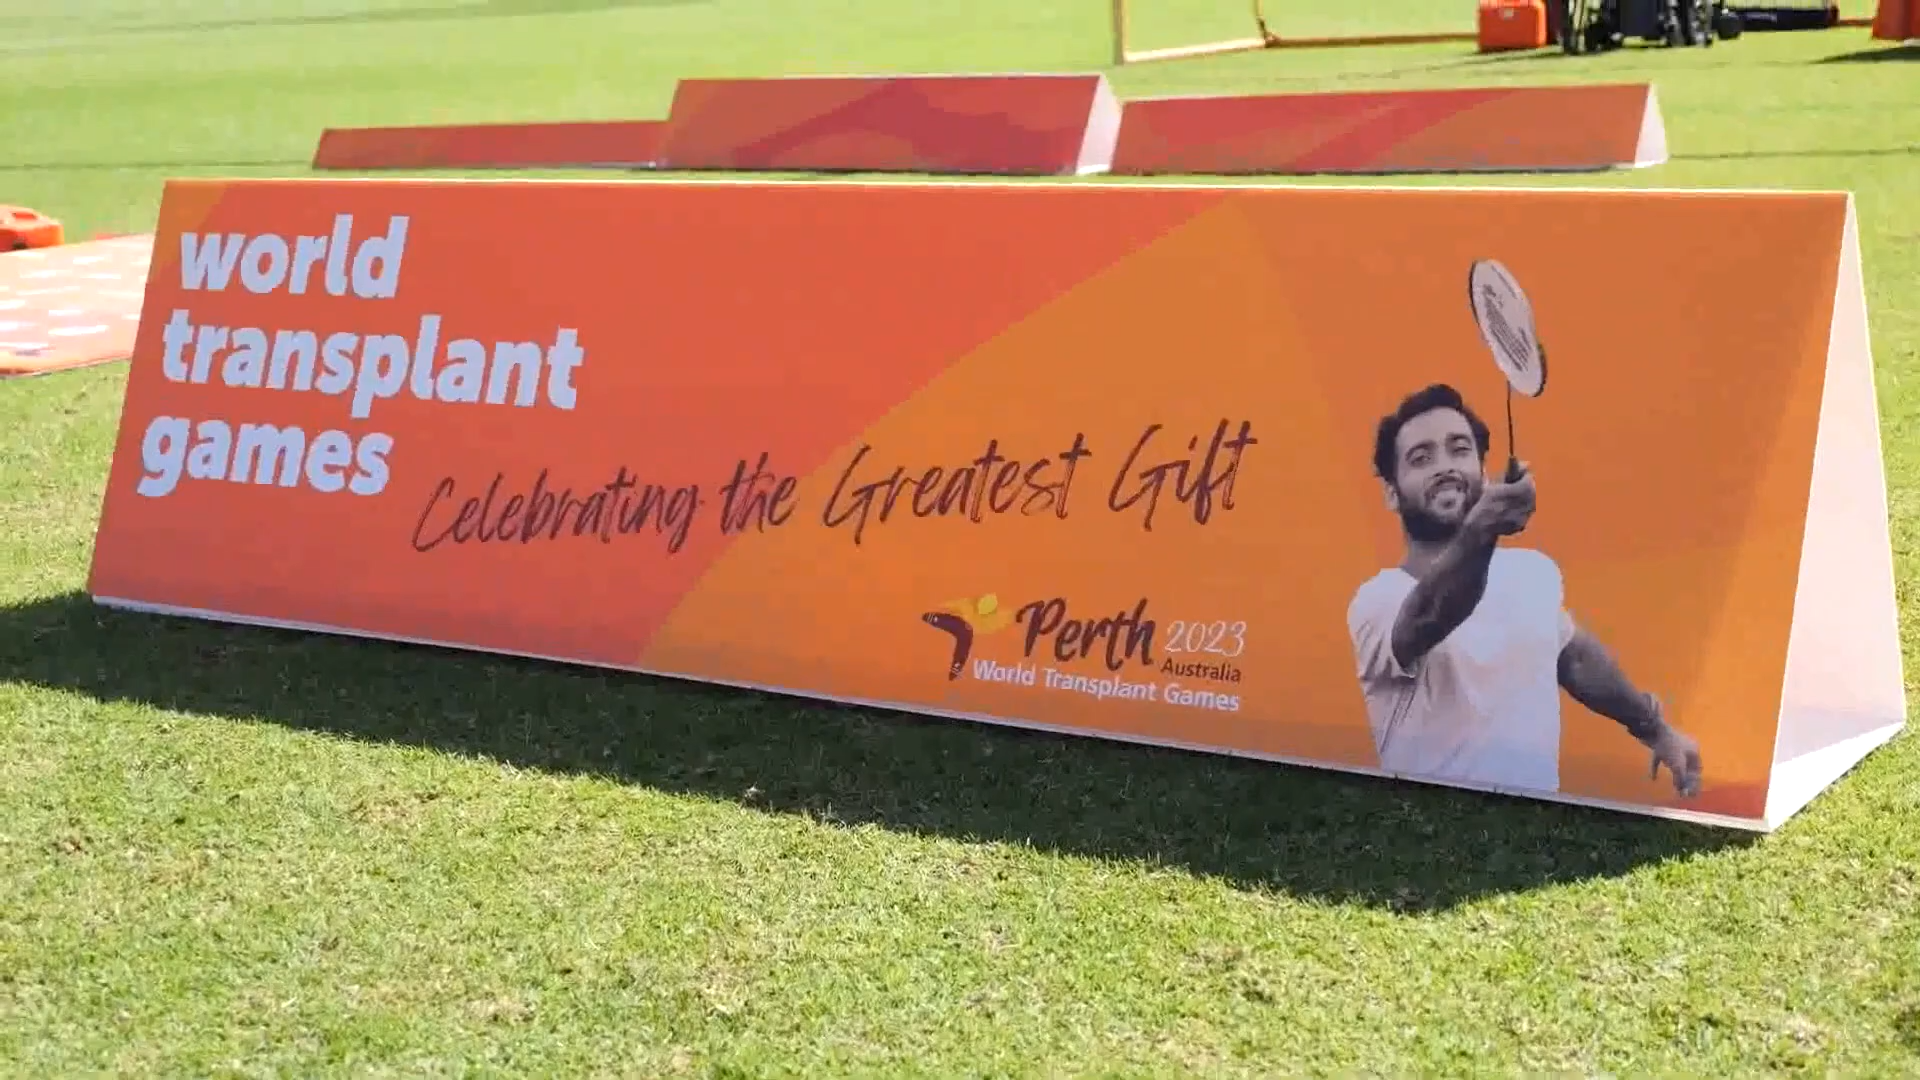 world
transplant
games
Celebrating the Greatest Gift
Perth 2023
Australia
World Transplant Games